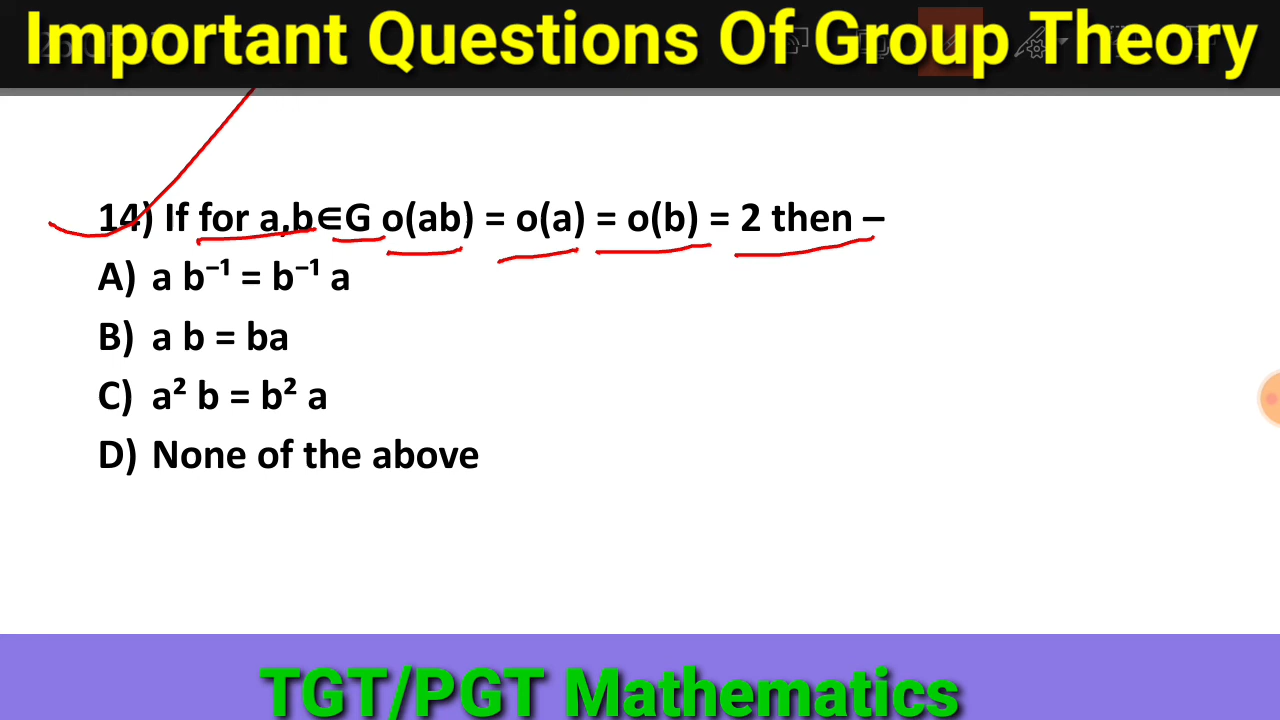 Important Questions Of Group Theory
14) If for a,b∈G o(ab) = o(a) = o(b) = 2 then –
A) a b⁻¹ = b⁻¹ a
B) a b = ba
C) a² b = b² a
D) None of the above
TGT/PGT Mathematics